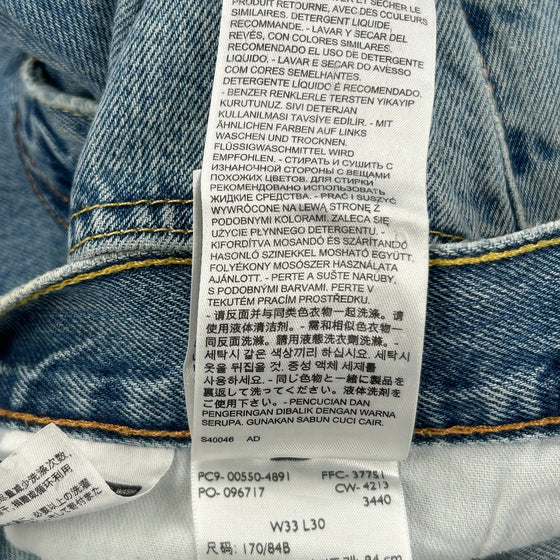 PRODUIT RETOURNÉ, AVEC DES COULEURS
SIMILAIRES. DETERGENT LIQUIDE
RECOMMANDÉ. - LAVAR Y SECAR DEL
REVÉS, CON COLORES SIMILARES.
RECOMENDADO EL USO DE DETERGENTE
LÍQUIDO. - LAVAR E SECAR DO AVESSO
COM CORES SEMELHANTES.
DETERGENTE LÍQUIDO É RECOMENDADO.
- BENZER RENKLERLE TERSTEN YIKAYIP
KURUTUNUZ. SIVI DETERJAN
KULLANILMASI TAVSİYE EDİLİR. - MIT
ÄHNLICHEN FARBEN AUF LINKS
WASCHEN UND TROCKNEN.
FLÜSSIGWASCHMITTEL WIRD
EMPFOHLEN. - СТИРАТЬ И СУШИТЬ С
ИЗНАНОЧНОЙ СТОРОНЫ С ВЕЩАМИ
ПОХОЖИХ ЦВЕТОВ. ДЛЯ СТИРКИ
РЕКОМЕНДОВАНО ИСПОЛЬЗОВАТЬ
ЖИДКИЕ СРЕДСТВА. - PRAĆ I SUSZYĆ
WYWRÓCONE NA LEWĄ STRONĘ Z
PODOBNYMI KOLORAMI. ZALECA SIĘ
UŻYCIE PŁYNNEGO DETERGENTU. -
KIFORDÍTVA MOSANDÓ ÉS SZÁRÍTANDÓ
HASONLÓ SZINEKKEL MOSHATÓ EGYÜTT.
FOLYÉKONY MOSÓSZER HASZNÁLATA
AJÁNLOTT. - PERTE A SUŠTE NARUBY,
S PODOBNÝMI BARVAMI. PERTE V
TEKUTÉM PRACÍM PROSTŘEDKU.
- 请反面并与同类色衣物一起洗涤。请
使用液体清洁剂。 - 需和相似色衣物一
同反面洗滌。請用液態洗衣劑洗滌。 -
세탁시 같은 색상끼리 하십시오. 세탁시
옷을 뒤집을 것. 중성 액체 세제를
사용하세요. - 同じ色と一緒に製品を
裏返して洗ってください。液体洗剤をご
使用ください。 - PENCUCIAN DAN
PENGERINGAN DIBALIK DENGAN WARNA
SERUPA. GUNAKAN SABUN CUCI CAIR.
S40046 AD
PC9- 00550-4891 FFC- 37751
PO- 096717 CW- 4213
3440
W33 L30
尺码: 170/84B
减少洗涤次数,